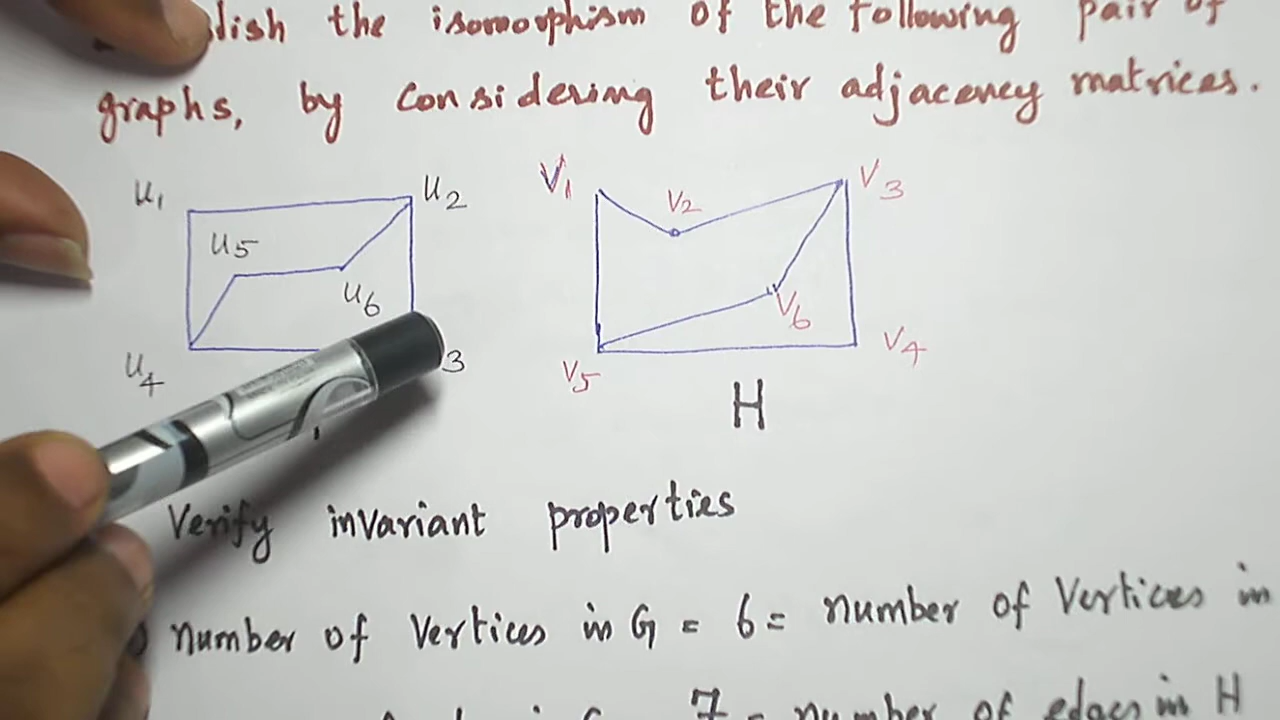 the isomorphism of the following pair of
graphs, by considering their adjacency matrices.
u1 u2 V1 V2 V3
u5
u6 V6
u4 3 V5 V4
H
Verify invariant properties
number of Vertices in G = 6 = number of Vertices in
7 = number of edges in H